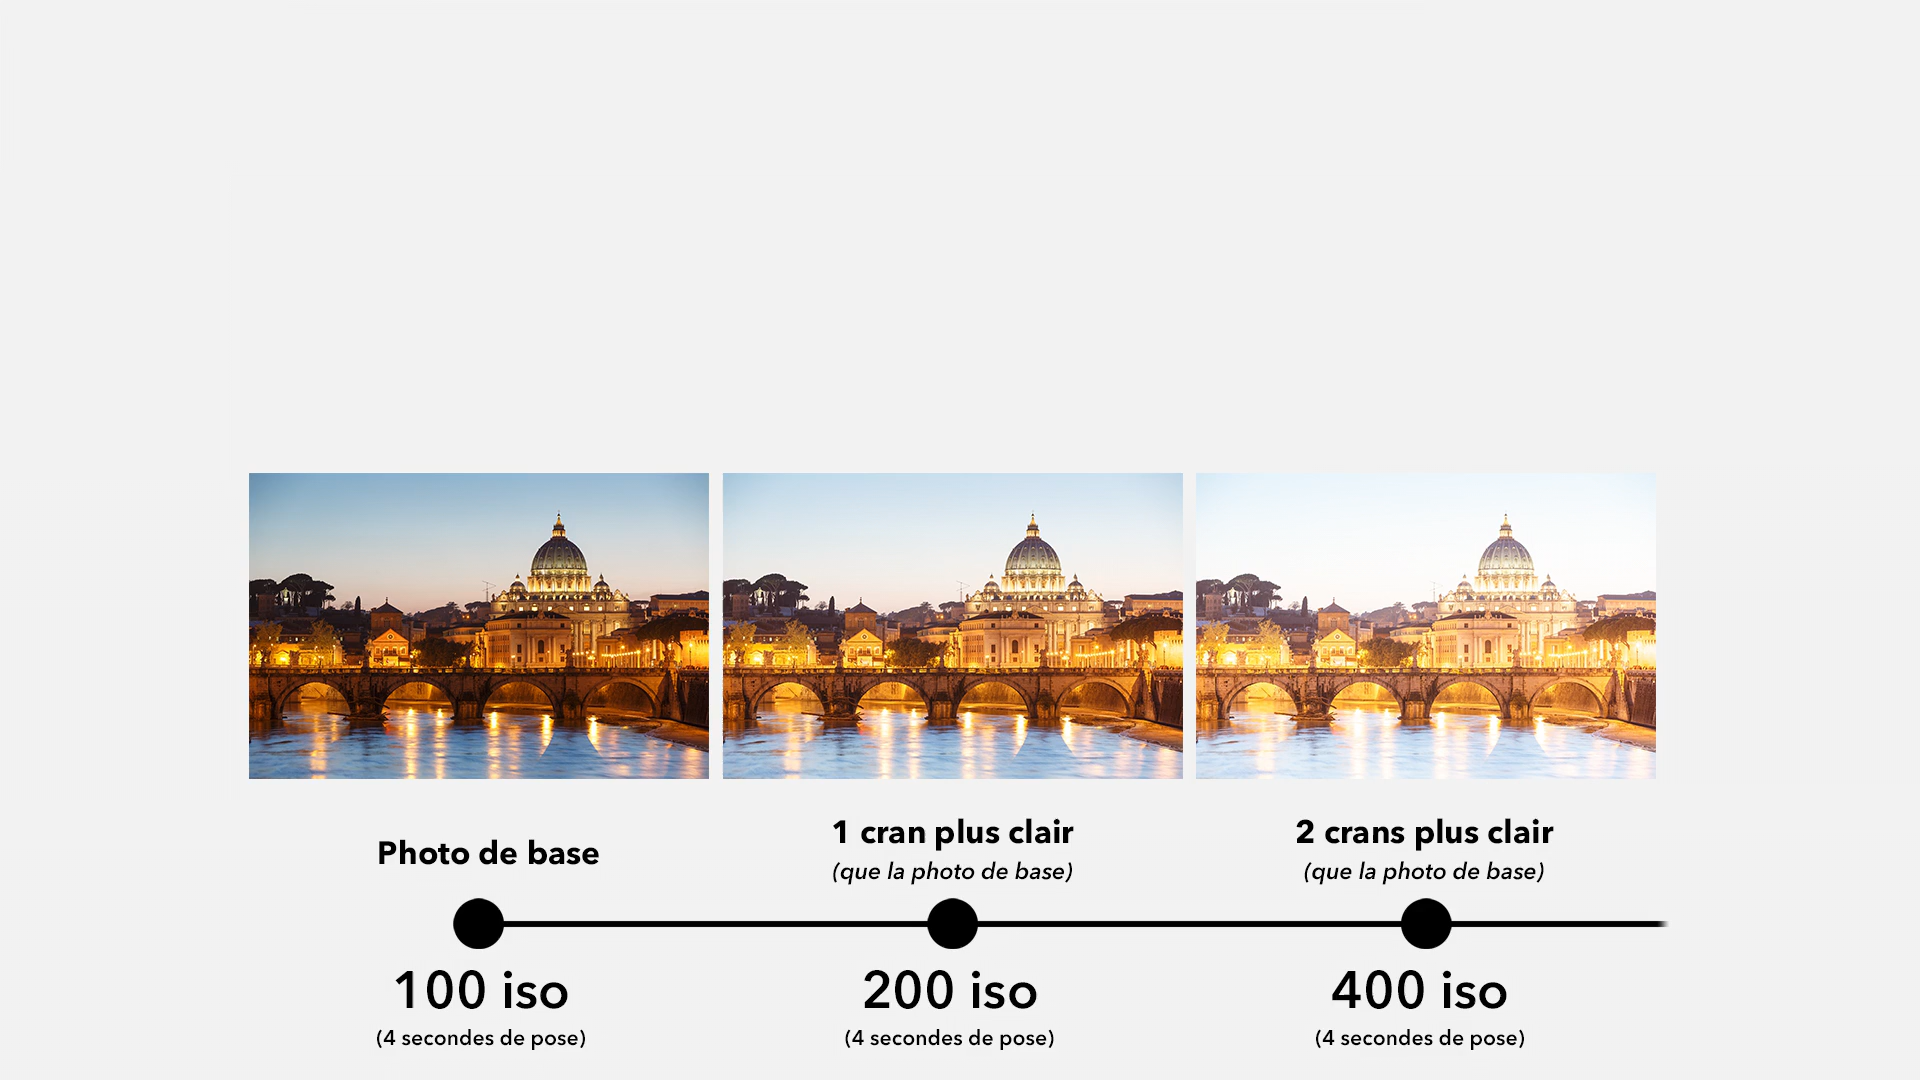 Photo de base
1 cran plus clair
(que la photo de base)
2 crans plus clair
(que la photo de base)
100 iso
(4 secondes de pose)
200 iso
(4 secondes de pose)
400 iso
(4 secondes de pose)